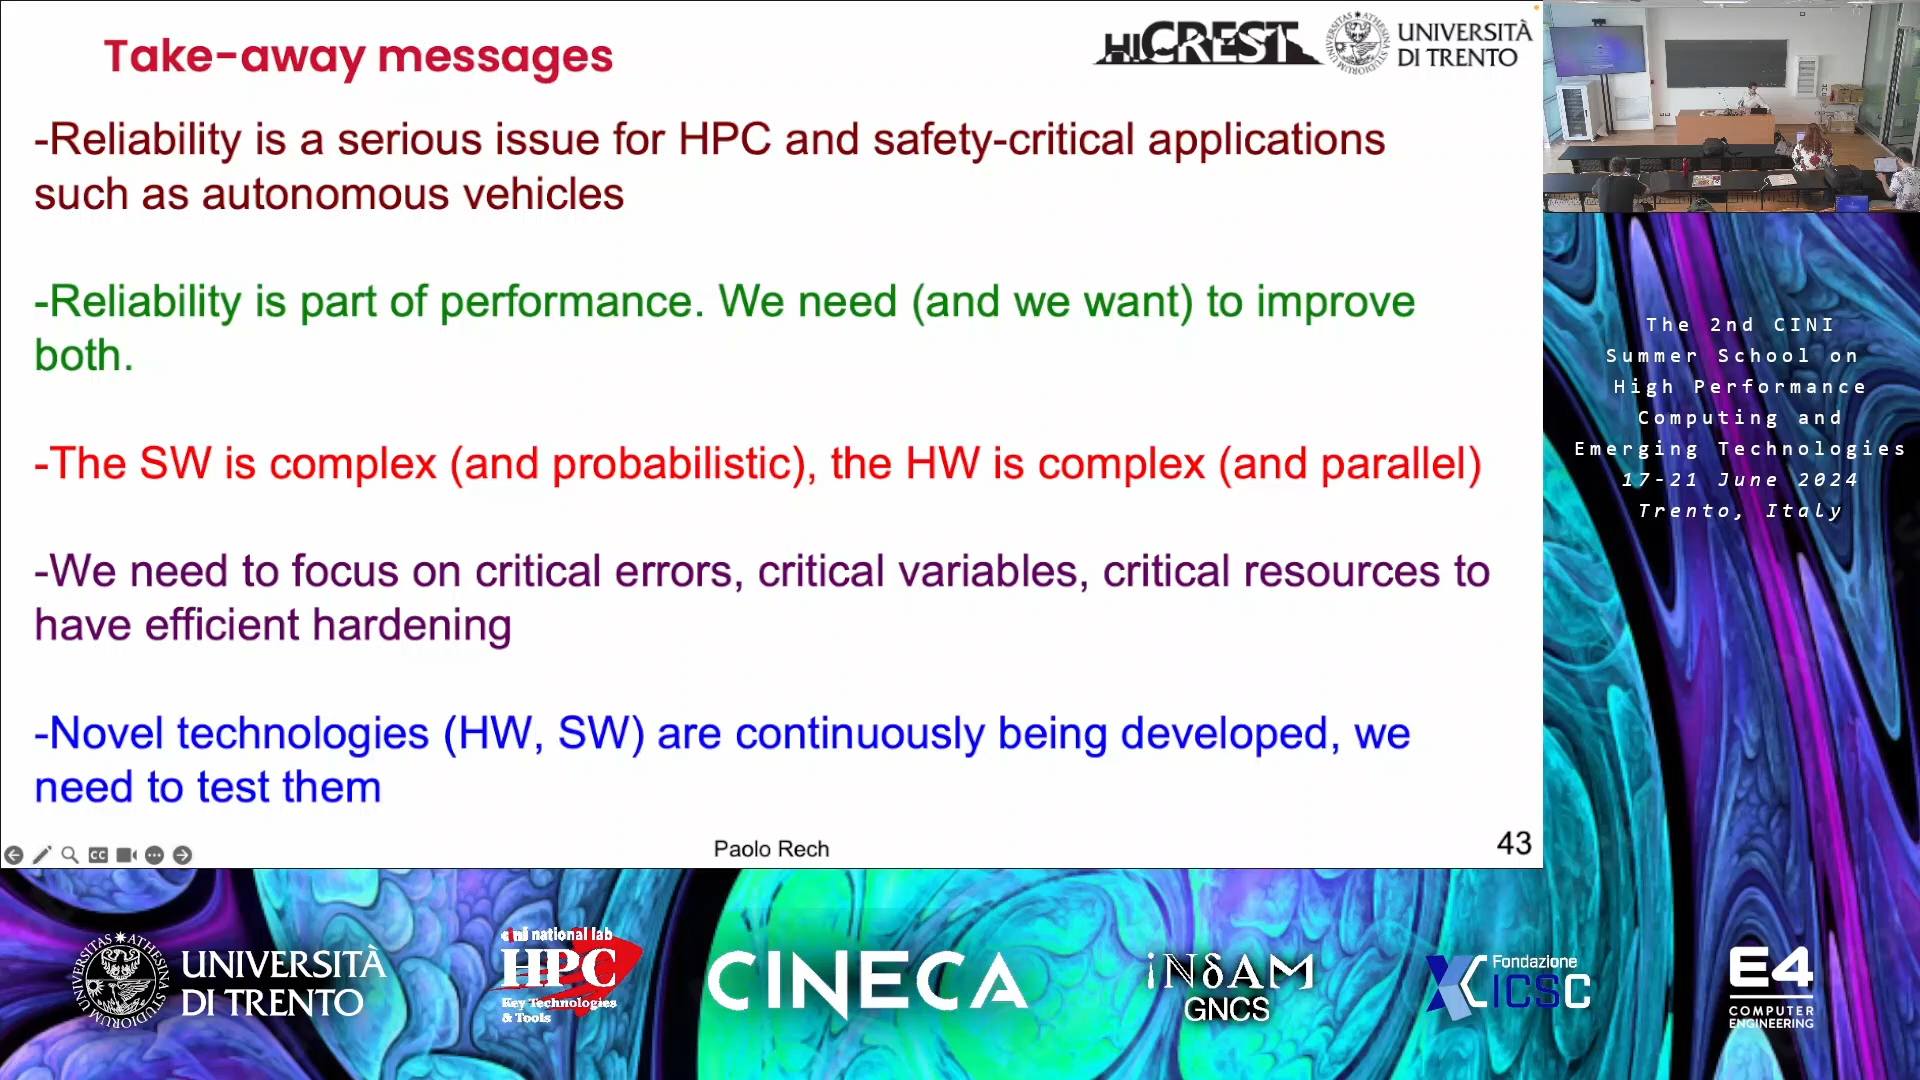 Take-away messages
HiCREST
UNIVERSITÀ
DI TRENTO
-Reliability is a serious issue for HPC and safety-critical applications
such as autonomous vehicles
-Reliability is part of performance. We need (and we want) to improve
both.
-The SW is complex (and probabilistic), the HW is complex (and parallel)
-We need to focus on critical errors, critical variables, critical resources to
have efficient hardening
-Novel technologies (HW, SW) are continuously being developed, we
need to test them
Paolo Rech
43
The 2nd CINI
Summer School on
High Performance
Computing and
Emerging Technologies
17-21 June 2024
Trento, Italy
UNIVERSITÀ
DI TRENTO
cini national lab
HPC
Key Technologies
& Tools
CINECA
iNδAM
GNCS
Fondazione
ICSC
E4
COMPUTER
ENGINEERING